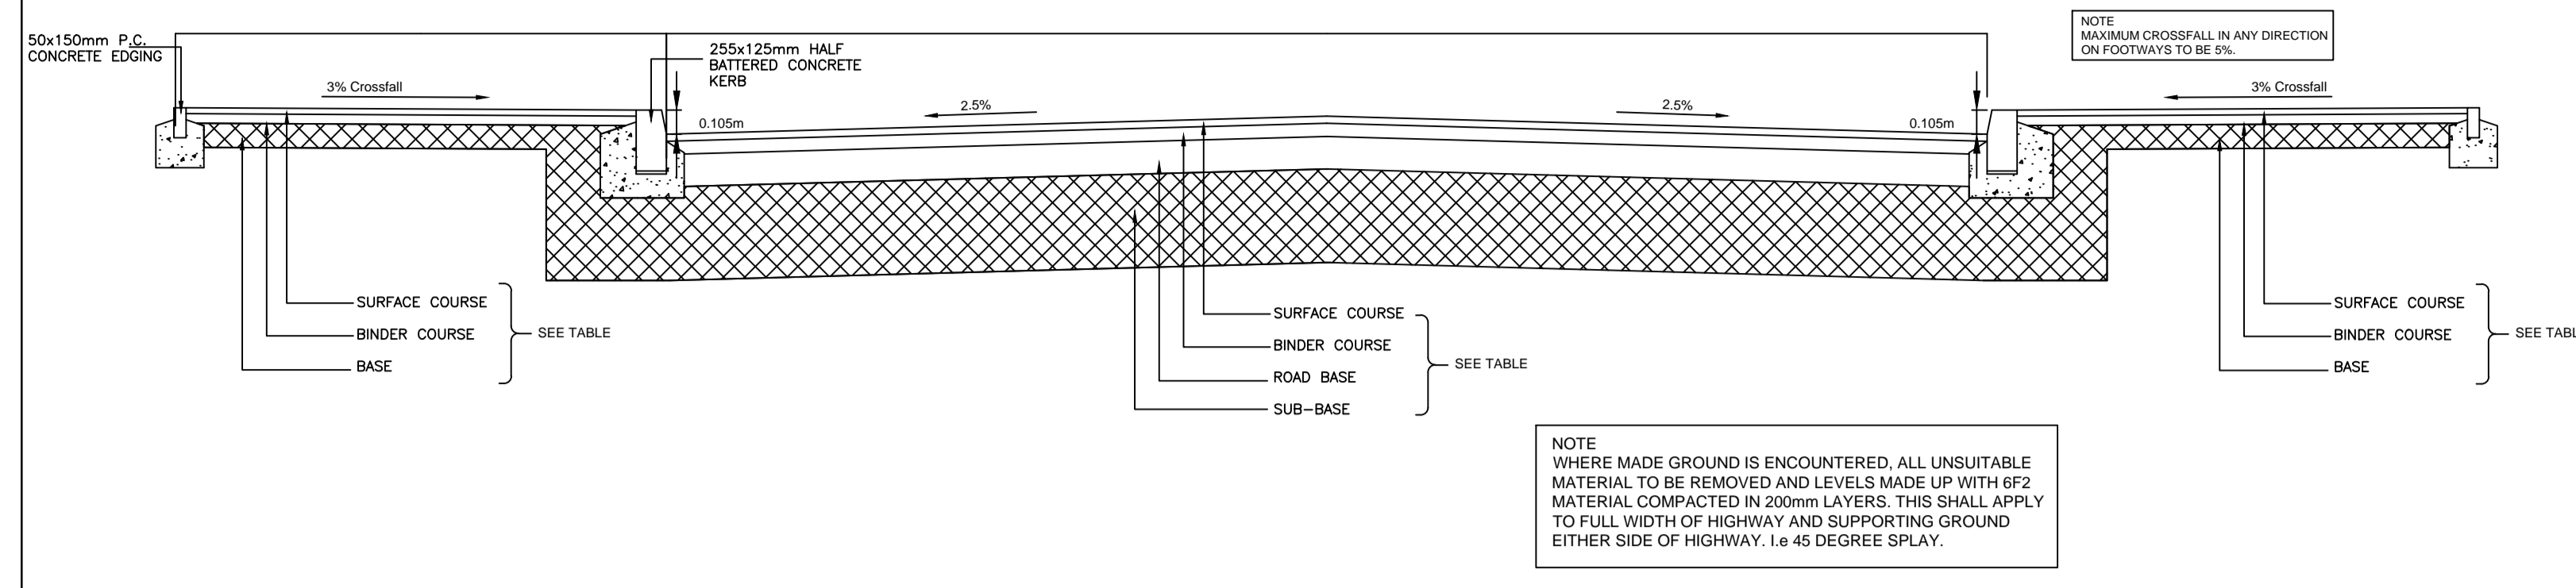 50x150mm P.C.
CONCRETE EDGING
3% Crossfall
255x125mm HALF
BATTERED CONCRETE
KERB
0.105m
2.5%
2.5%
0.105m
NOTE
MAXIMUM CROSSFALL IN ANY DIRECTION
ON FOOTWAYS TO BE 5%.
3% Crossfall
SURFACE COURSE
BINDER COURSE
BASE
SEE TABLE
SURFACE COURSE
BINDER COURSE
ROAD BASE
SUB-BASE
SEE TABLE
SURFACE COURSE
BINDER COURSE
BASE
SEE TABL
NOTE
WHERE MADE GROUND IS ENCOUNTERED, ALL UNSUITABLE
MATERIAL TO BE REMOVED AND LEVELS MADE UP WITH 6F2
MATERIAL COMPACTED IN 200mm LAYERS. THIS SHALL APPLY
TO FULL WIDTH OF HIGHWAY AND SUPPORTING GROUND
EITHER SIDE OF HIGHWAY. I.e 45 DEGREE SPLAY.